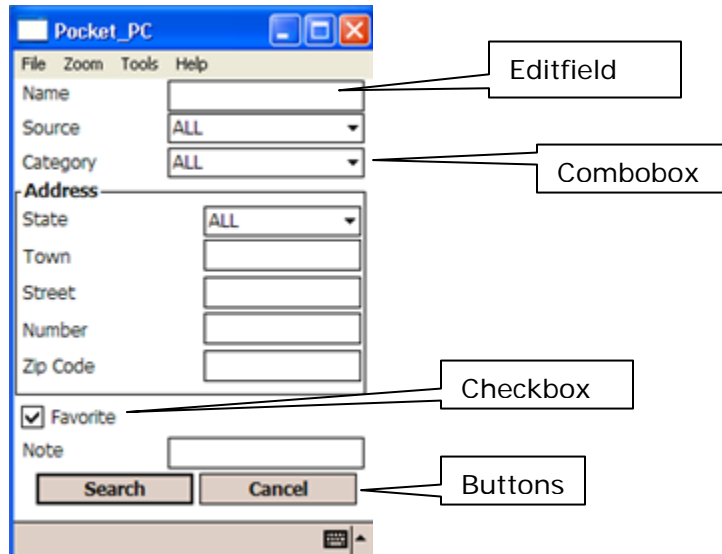 Pocket_PC
File Zoom Tools Help
Name
Editfield
Source ALL
Category ALL
Combobox
Address
State ALL
Town
Street
Number
Zip Code
Checkbox
Favorite
Note
Search Cancel
Buttons